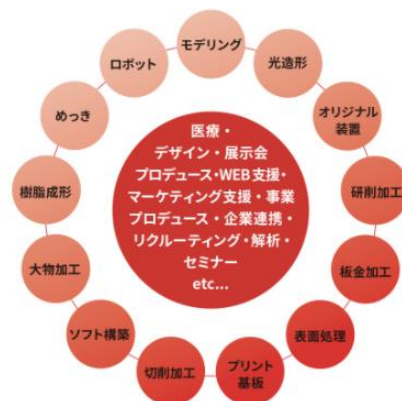 モデリング
光造形
オリジナル
装置
研削加工
板金加工
表面処理
プリント
基板
切削加工
ソフト構築
大物加工
樹脂成形
めっき
ロボット
医療・
デザイン・展示会
プロデュース・WEB支援・
マーケティング支援・事業
プロデュース・企業連携・
リクルーティング・解析・
セミナー
etc...